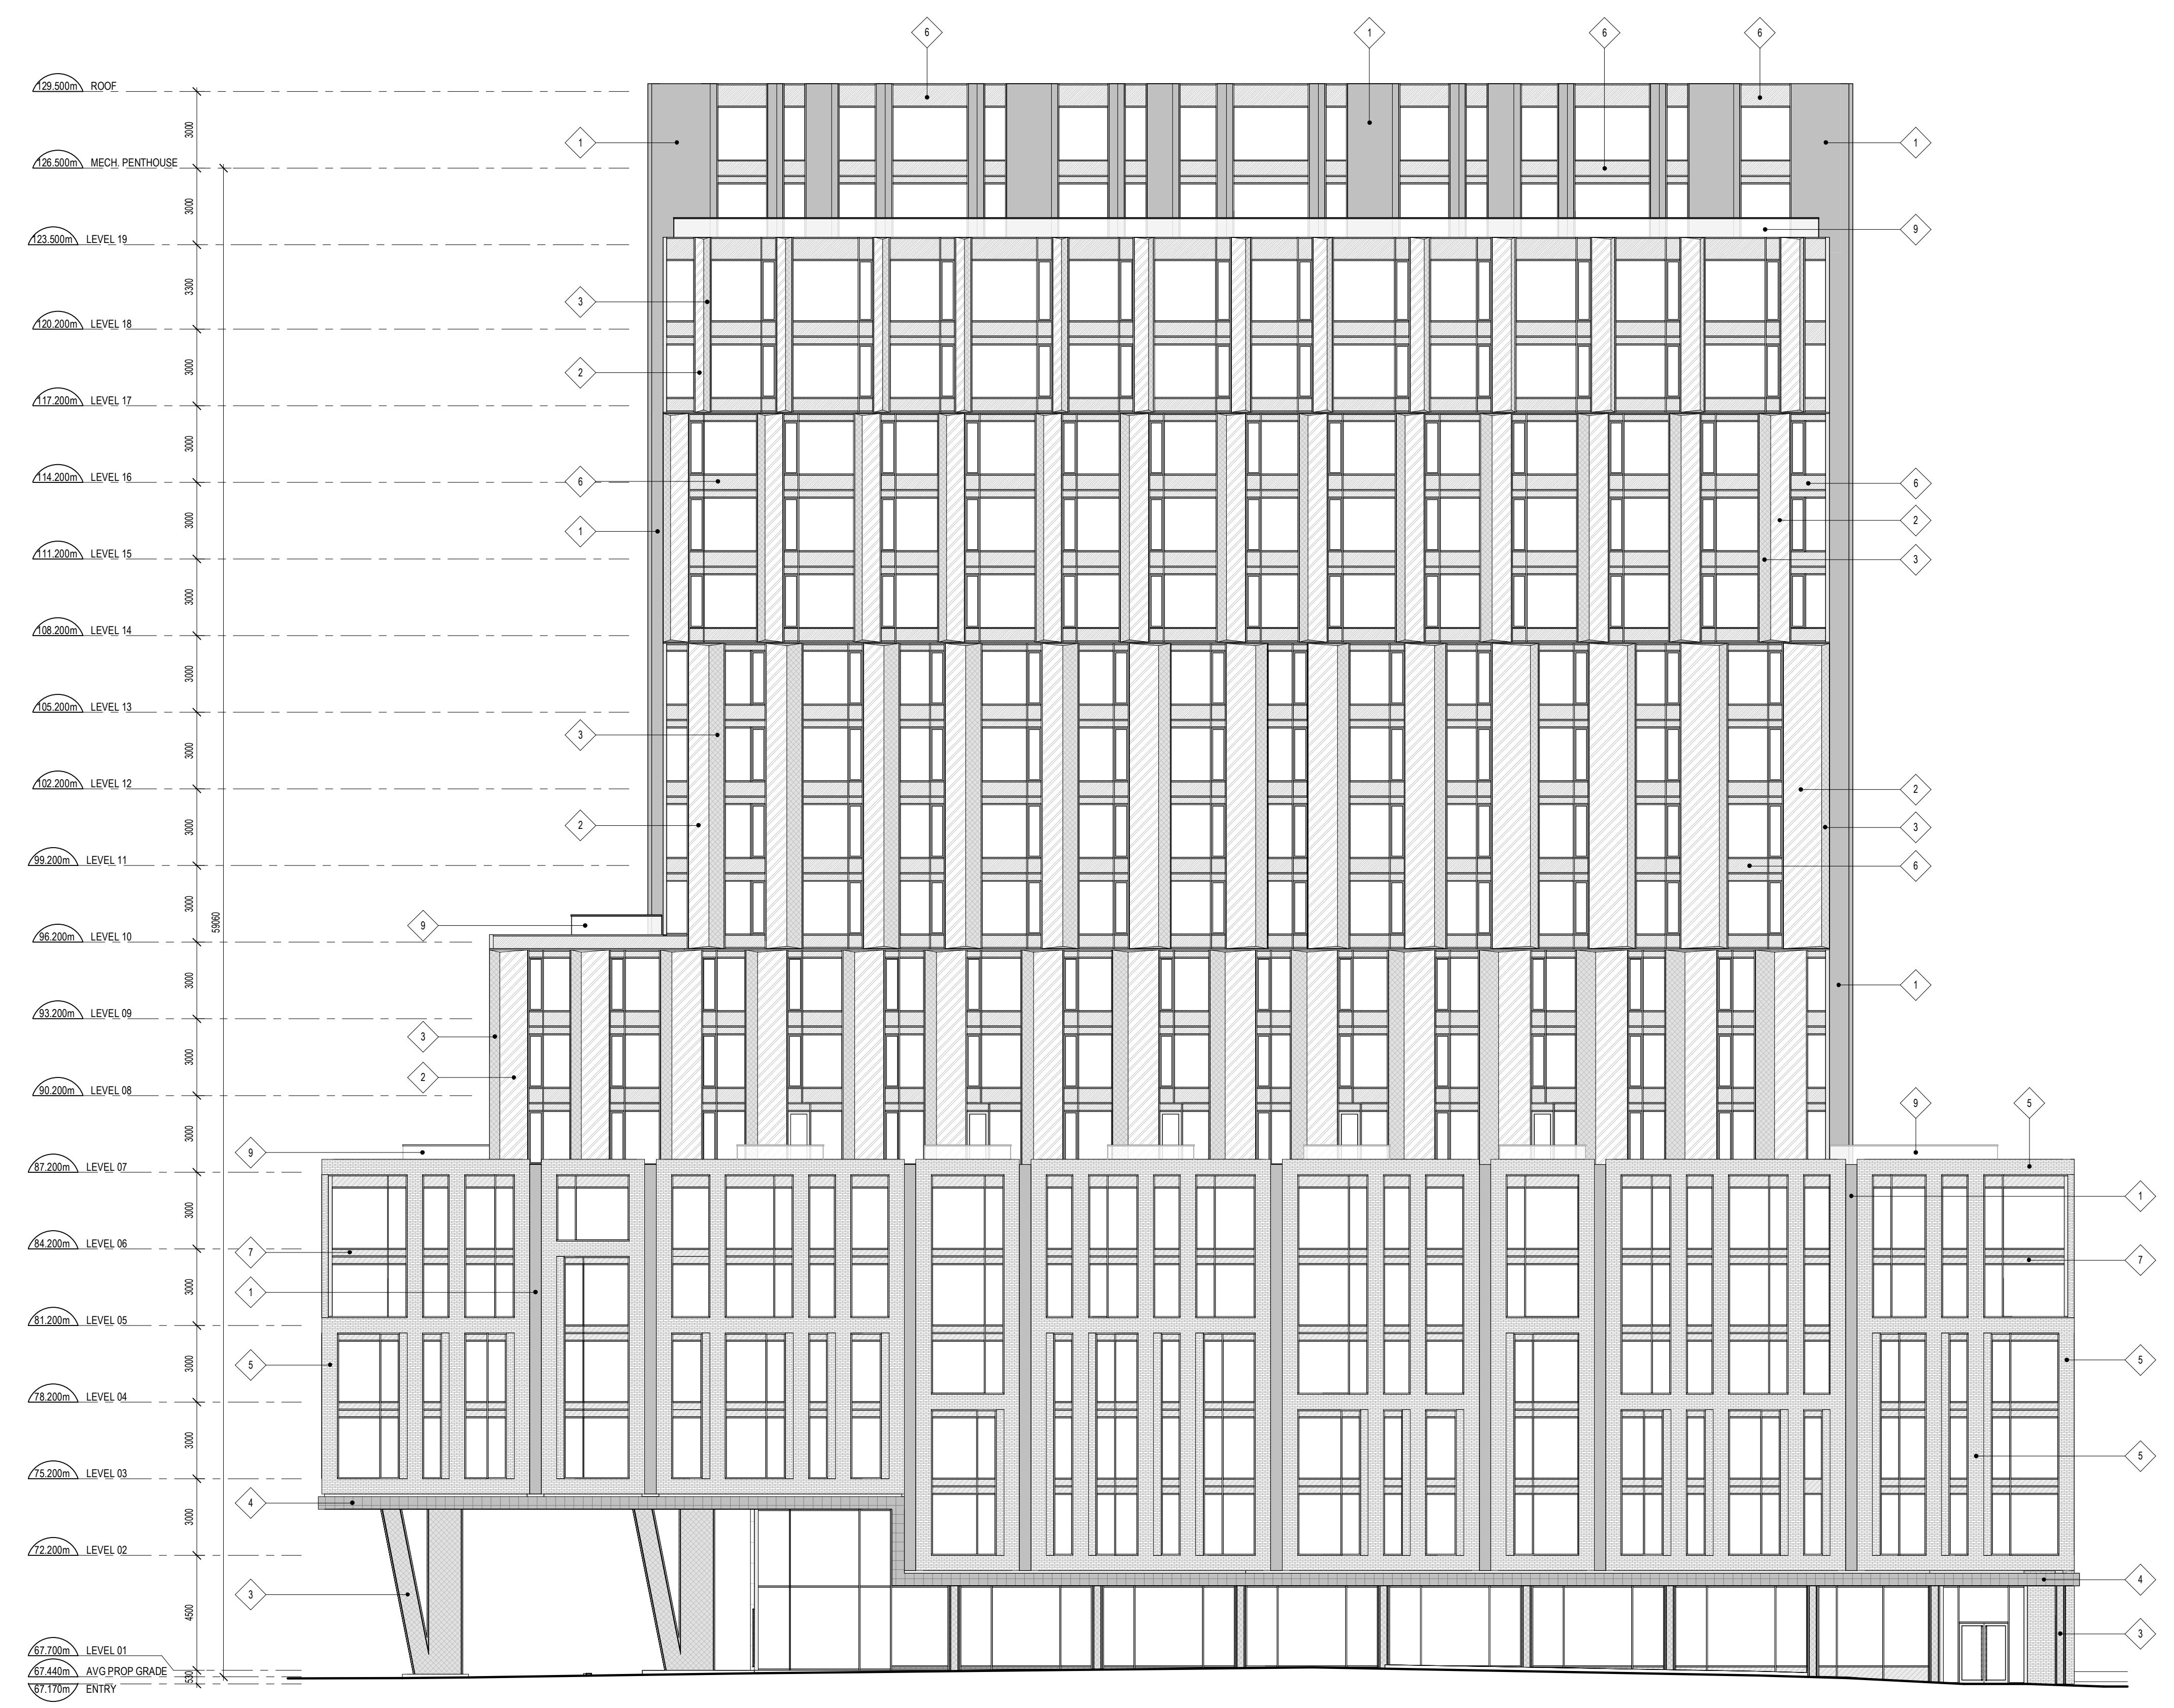 6 1 6 6
129.500m ROOF
3000
1 1
126.500m MECH. PENTHOUSE
3000
9
123.500m LEVEL 19
3300
3
120.200m LEVEL 18
3000
2
117.200m LEVEL 17
3000
114.200m LEVEL 16
6 6
3000
1 2
111.200m LEVEL 15
3
3000
108.200m LEVEL 14
3000
105.200m LEVEL 13
3
3000
102.200m LEVEL 12
2
3000
2 3
99.200m LEVEL 11
6
3000
59060
9
96.200m LEVEL 10
3000
1
93.200m LEVEL 09
3
3000
2
90.200m LEVEL 08
9 5
3000
9
87.200m LEVEL 07
1
3000
84.200m LEVEL 06
7 7
3000
1
81.200m LEVEL 05
3000
5 5
78.200m LEVEL 04
3000
5
75.200m LEVEL 03
4
3000
72.200m LEVEL 02
4
3
4500
3
67.700m LEVEL 01
67.440m AVG PROP GRADE
530
67.170m ENTRY